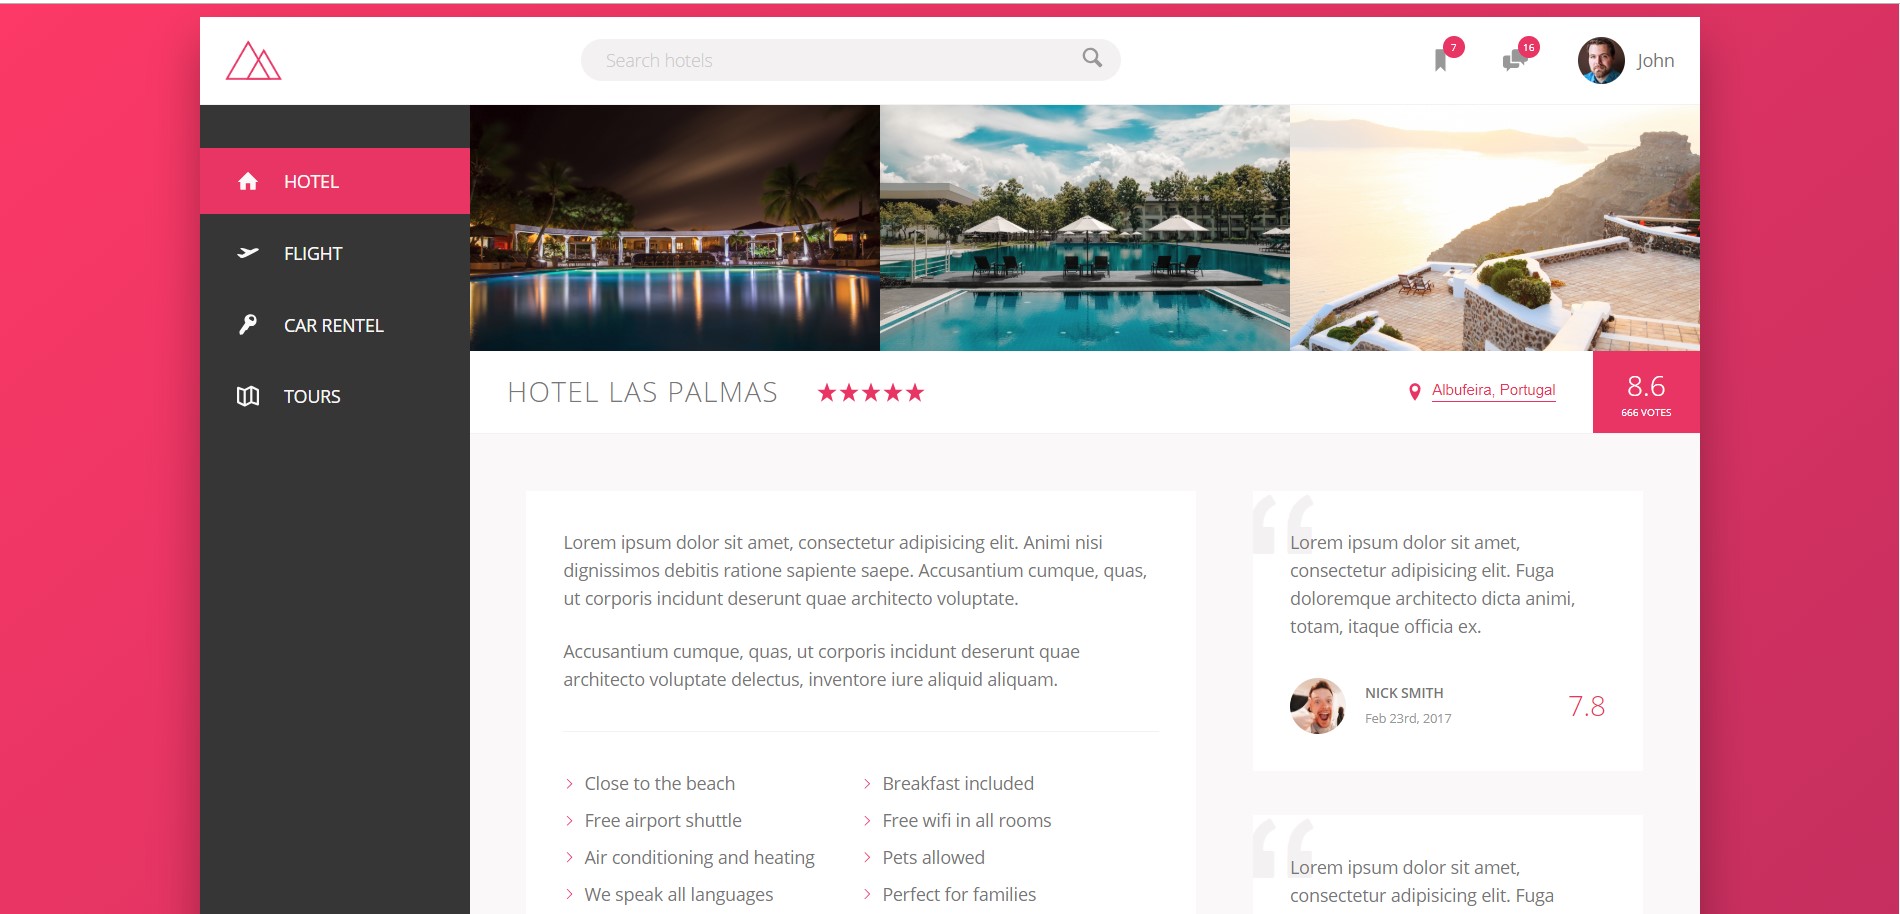 Search hotels
7
16
John
HOTEL
FLIGHT
CAR RENTEL
TOURS
HOTEL LAS PALMAS
Albufeira, Portugal
8.6
666 VOTES
Lorem ipsum dolor sit amet, consectetur adipisicing elit. Animi nisi
dignissimos debitis ratione sapiente saepe. Accusantium cumque, quas,
ut corporis incidunt deserunt quae architecto voluptate.
Accusantium cumque, quas, ut corporis incidunt deserunt quae
architecto voluptate delectus, inventore iure aliquid aliquam.
Close to the beach
Free airport shuttle
Air conditioning and heating
We speak all languages
Breakfast included
Free wifi in all rooms
Pets allowed
Perfect for families
“
Lorem ipsum dolor sit amet,
consectetur adipisicing elit. Fuga
doloremque architecto dicta animi,
totam, itaque officia ex.
NICK SMITH
Feb 23rd, 2017
7.8
“
Lorem ipsum dolor sit amet,
consectetur adipisicing elit. Fuga